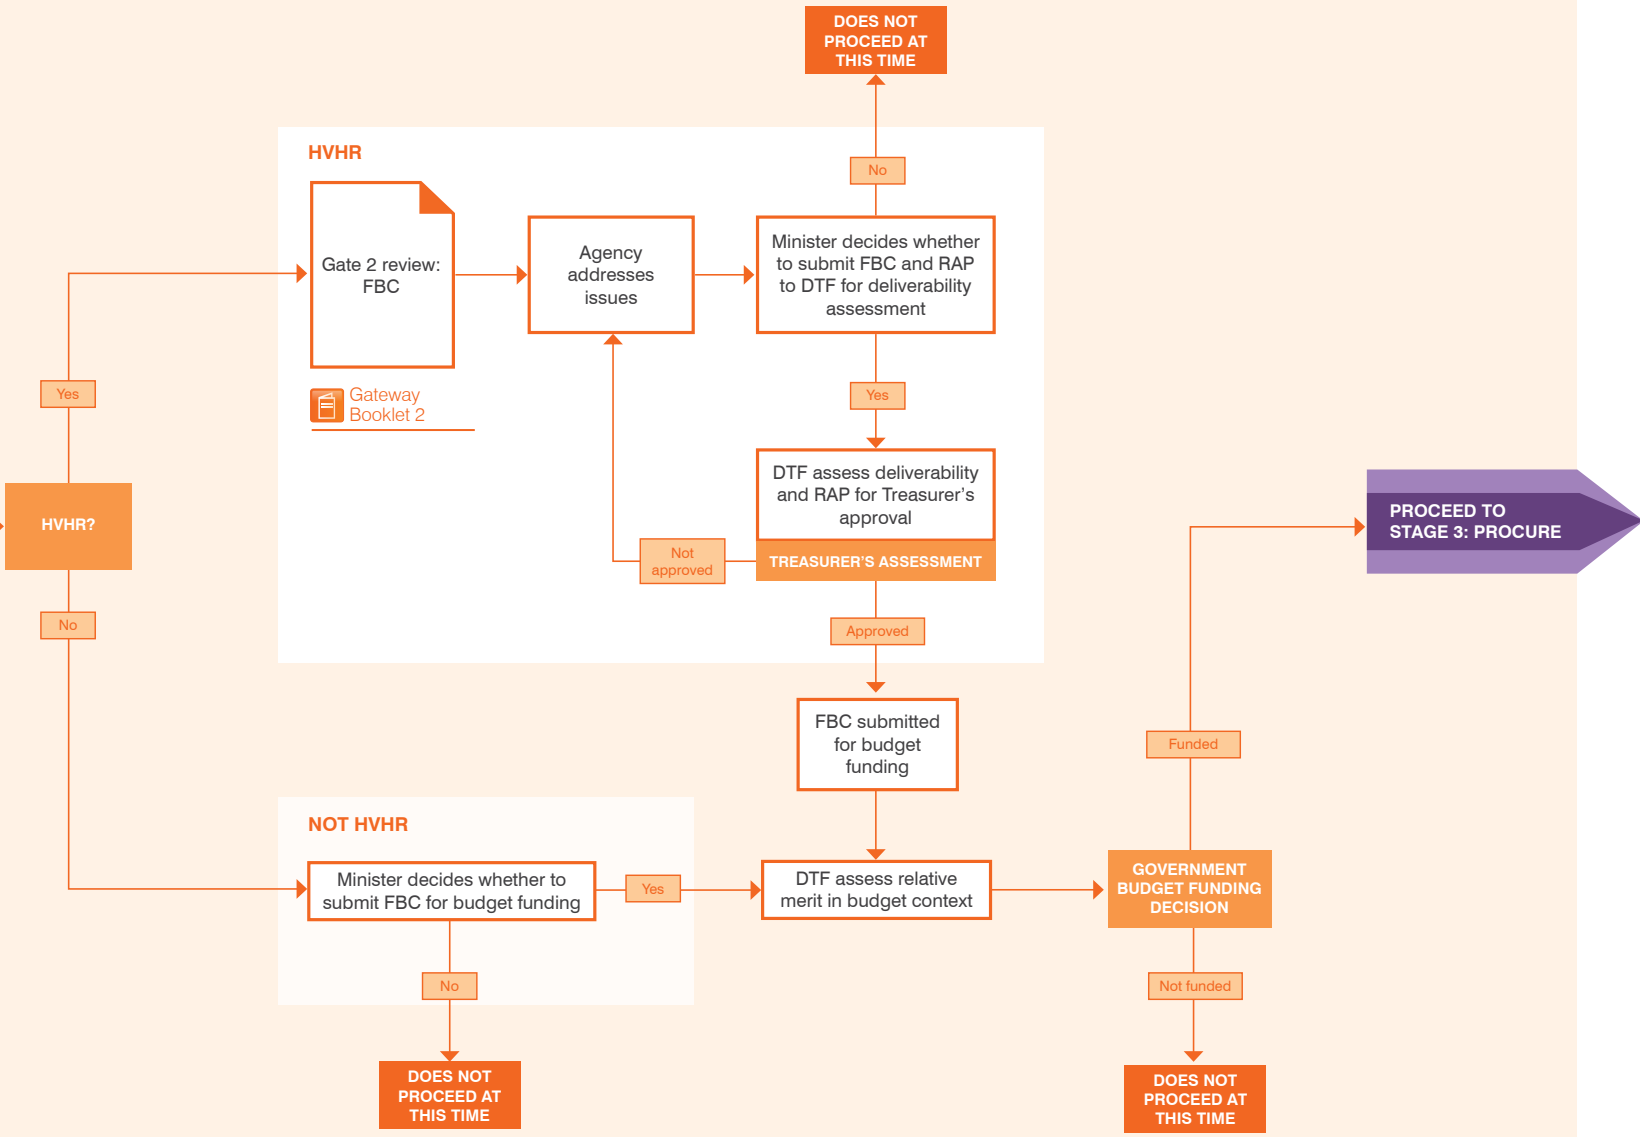 DOES NOT
PROCEED AT
THIS TIME
No
HVHR
Gate 2 review:
FBC
Agency
addresses
issues
Minister decides whether
to submit FBC and RAP
to DTF for deliverability
assessment
Gateway
Booklet 2
Yes
Yes
DTF assess deliverability
and RAP for Treasurer’s
approval
TREASURER’S ASSESSMENT
Not
approved
HVHR?
PROCEED TO
STAGE 3: PROCURE
No
Approved
FBC submitted
for budget
funding
Funded
NOT HVHR
Minister decides whether to
submit FBC for budget funding
Yes
DTF assess relative
merit in budget context
GOVERNMENT
BUDGET FUNDING
DECISION
No
Not funded
DOES NOT
PROCEED AT
THIS TIME
DOES NOT
PROCEED AT
THIS TIME